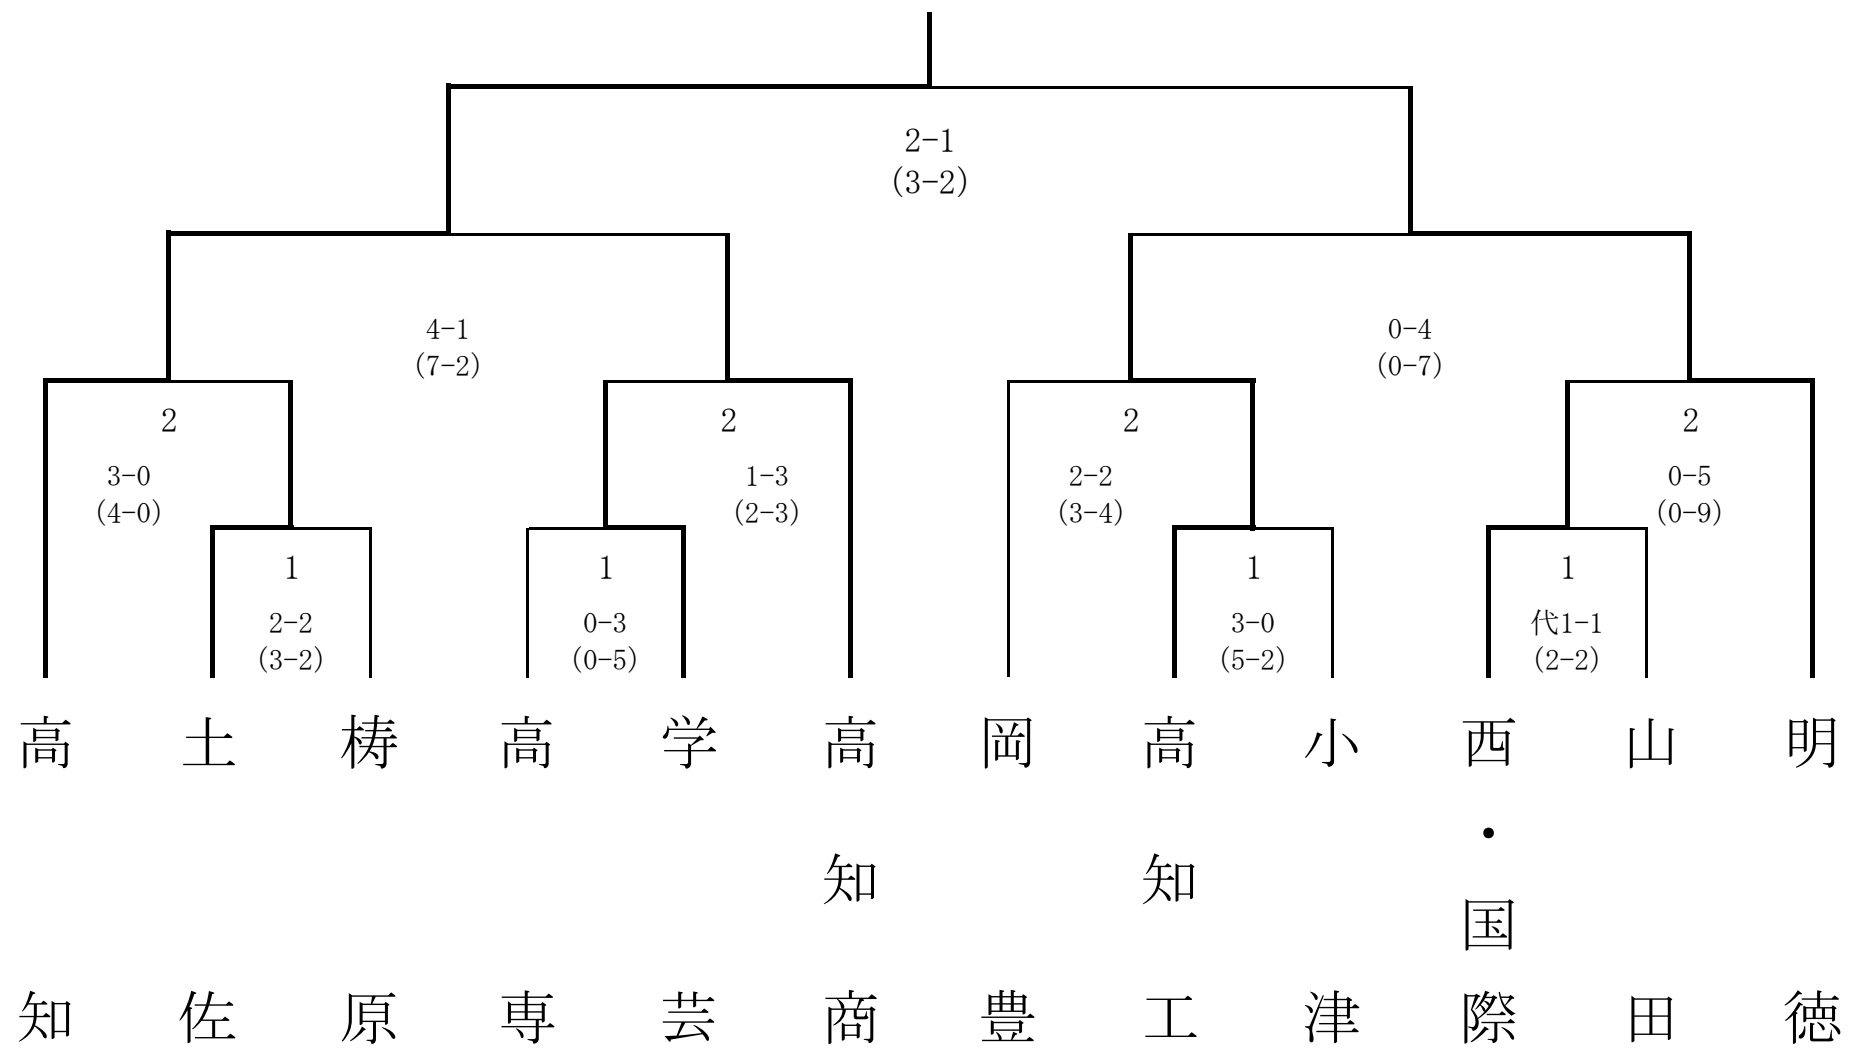 2-1
(3-2)
4-1
(7-2)
0-4
(0-7)
2
3-0
(4-0)
2
1-3
(2-3)
2
2-2
(3-4)
2
0-5
(0-9)
1
2-2
(3-2)
1
0-3
(0-5)
1
3-0
(5-2)
1
代1-1
(2-2)
高知
土佐
梼原
高専
学芸
高知商
岡豊
高知工
小津
西・国際
山田
明徳